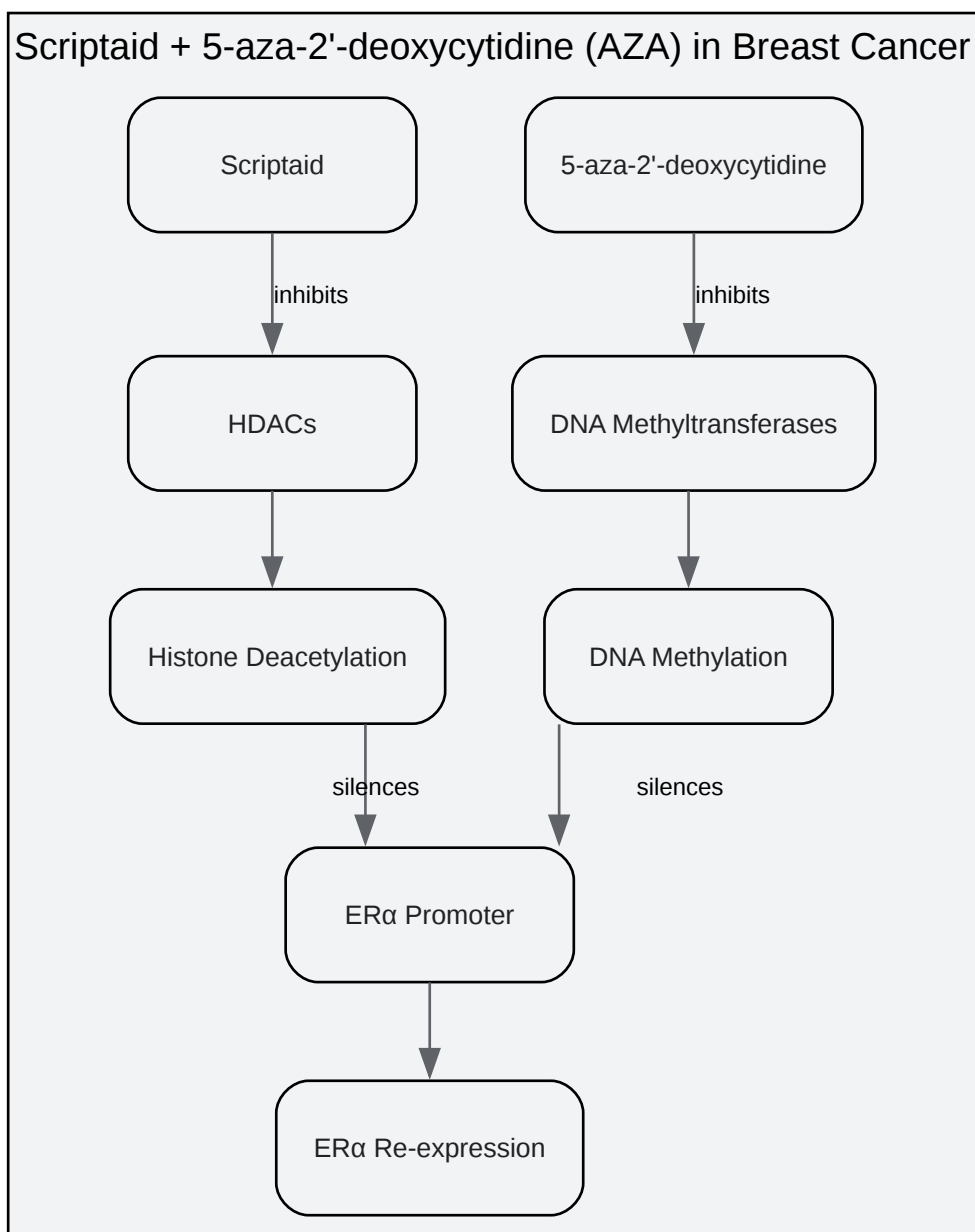 Scriptaid + 5-aza-2'-deoxycytidine (AZA) in Breast Cancer
Scriptaid
5-aza-2'-deoxycytidine
inhibits
inhibits
HDACs
DNA Methyltransferases
Histone Deacetylation
DNA Methylation
silences
silences
ERα Promoter
ERα Re-expression